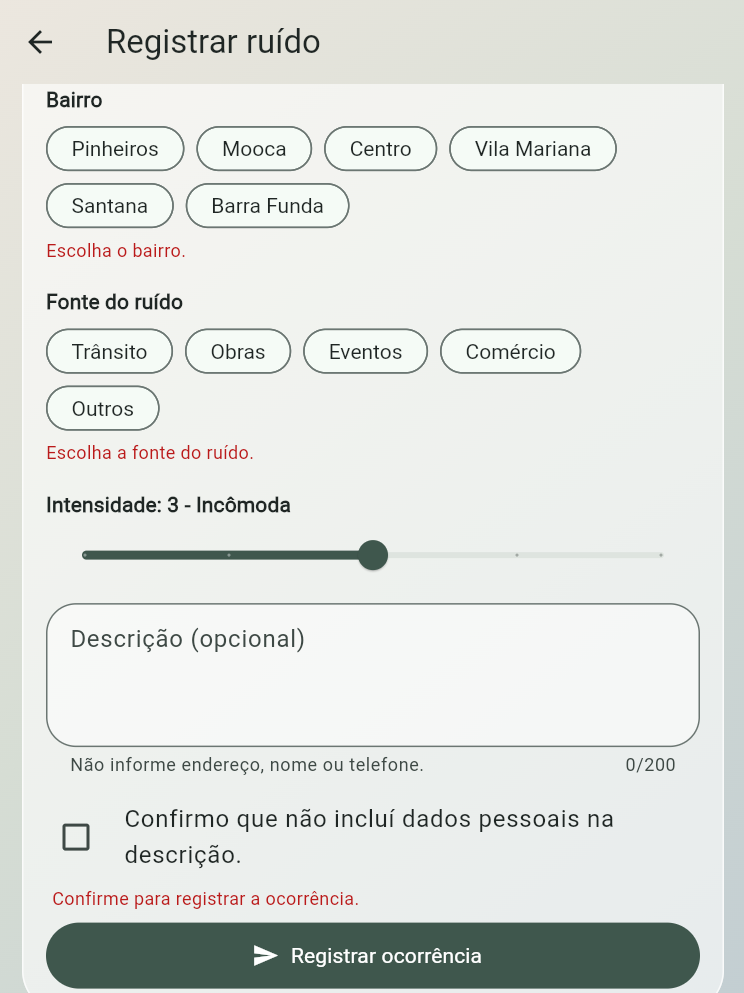 Registrar ruído
Bairro
Pinheiros Mooca Centro Vila Mariana
Santana Barra Funda
Escolha o bairro.
Fonte do ruído
Trânsito Obras Eventos Comércio
Outros
Escolha a fonte do ruído.
Intensidade: 3 - Incômoda
Descrição (opcional)
Não informe endereço, nome ou telefone. 0/200
Confirmo que não incluí dados pessoais na
descrição.
Confirme para registrar a ocorrência.
Registrar ocorrência